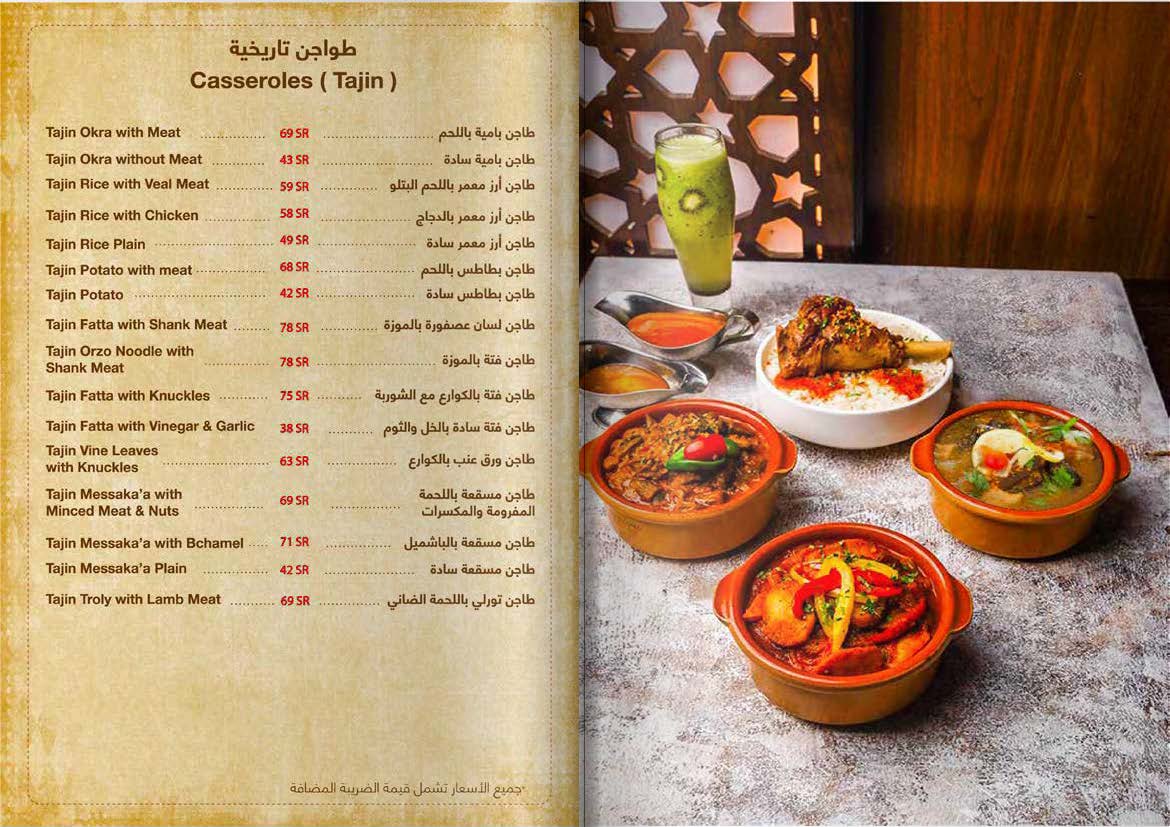 طواجن تاريخية
Casseroles ( Tajin )
Tajin Okra with Meat 69 SR طاجن بامية باللحم
Tajin Okra without Meat 43 SR طاجن بامية سادة
Tajin Rice with Veal Meat 59 SR طاجن أرز معمر باللحم البتلو
Tajin Rice with Chicken 58 SR طاجن أرز معمر بالدجاج
Tajin Rice Plain 49 SR طاجن أرز معمر سادة
Tajin Potato with meat 68 SR طاجن بطاطس باللحم
Tajin Potato 42 SR طاجن بطاطس سادة
Tajin Fatta with Shank Meat 78 SR طاجن لسان عصفورة بالموزة
Tajin Orzo Noodle with
Shank Meat 78 SR طاجن فتة بالموزة
Tajin Fatta with Knuckles 75 SR طاجن فتة بالكوارع مع الشوربة
Tajin Fatta with Vinegar & Garlic 38 SR طاجن فتة سادة بالخل والثوم
Tajin Vine Leaves
with Knuckles 63 SR طاجن ورق عنب بالكوارع
Tajin Messaka'a with 69 SR طاجن مسقعة باللحمة
Minced Meat & Nuts المفرومة والمكسرات
Tajin Messaka'a with Bchamel 71 SR طاجن مسقعة بالباشميل
Tajin Messaka'a Plain 42 SR طاجن مسقعة سادة
Tajin Troly with Lamb Meat 69 SR طاجن تورلي باللحمة الضاني
*جميع الأسعار تشمل قيمة الضريبة المضافة